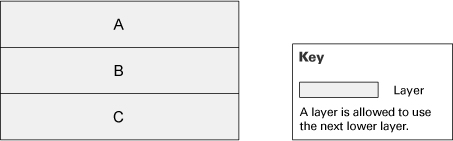 A
B
C
Key
Layer
A layer is allowed to use
the next lower layer.